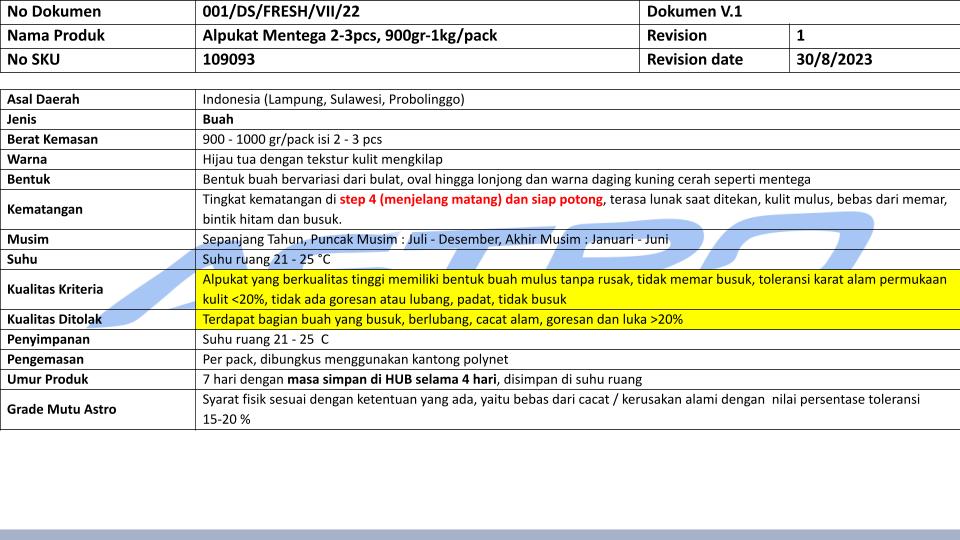 No Dokumen 001/DS/FRESH/VII/22 Dokumen V.1
Nama Produk Alpukat Mentega 2-3pcs, 900gr-1kg/pack Revision 1
No SKU 109093 Revision date 30/8/2023
Asal Daerah Indonesia (Lampung, Sulawesi, Probolinggo)
Jenis Buah
Berat Kemasan 900 - 1000 gr/pack isi 2 - 3 pcs
Warna Hijau tua dengan tekstur kulit mengkilap
Bentuk Bentuk buah bervariasi dari bulat, oval hingga lonjong dan warna daging kuning cerah seperti mentega
Kematangan Tingkat kematangan di step 4 (menjelang matang) dan siap potong, terasa lunak saat ditekan, kulit mulus, bebas dari memar,
bintik hitam dan busuk.
Musim Sepanjang Tahun, Puncak Musim : Juli - Desember, Akhir Musim : Januari - Juni
Suhu Suhu ruang 21 - 25 °C
Kualitas Kriteria Alpukat yang berkualitas tinggi memiliki bentuk buah mulus tanpa rusak, tidak memar busuk, toleransi karat alam permukaan
kulit <20%, tidak ada goresan atau lubang, padat, tidak busuk
Kualitas Ditolak Terdapat bagian buah yang busuk, berlubang, cacat alam, goresan dan luka >20%
Penyimpanan Suhu ruang 21 - 25 C
Pengemasan Per pack, dibungkus menggunakan kantong polynet
Umur Produk 7 hari dengan masa simpan di HUB selama 4 hari, disimpan di suhu ruang
Grade Mutu Astro Syarat fisik sesuai dengan ketentuan yang ada, yaitu bebas dari cacat / kerusakan alami dengan nilai persentase toleransi
15-20 %
ASTRO